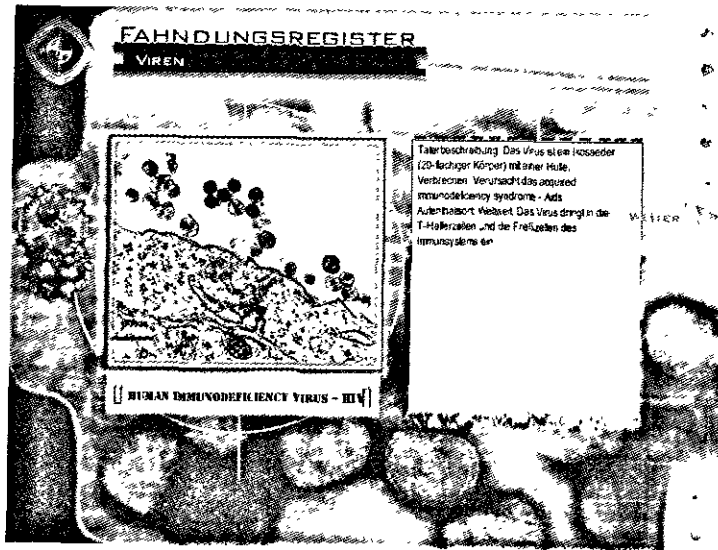 FAHNDUNGSREGISTER
VIREN
Täterbeschreibung: Das Virus ist ein Ikosaeder
(20-flächiger Körper) mit einer Hülle.
Verbrechen: Verursacht das acquired
immunodeficiency syndrome - Aids
Aufenthaltsort: Weltweit. Das Virus dringt in die
T-Helferzellen und die Freßzellen des
Immunsystems ein
WEITER
HUMAN IMMUNODEFICIENCY VIRUS - HIV